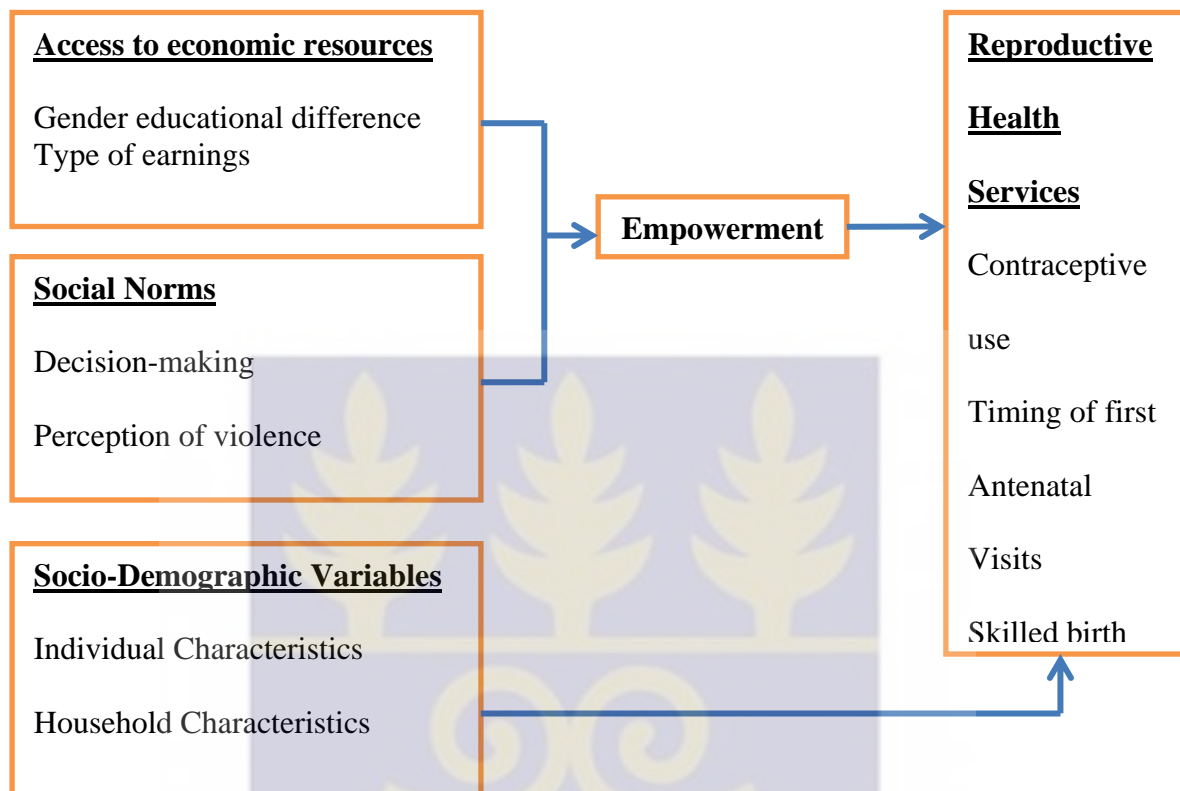 Access to economic resources
Gender educational difference
Type of earnings
Social Norms
Decision-making
Perception of violence
Socio-Demographic Variables
Individual Characteristics
Household Characteristics
Empowerment
Reproductive
Health
Services
Contraceptive
use
Timing of first
Antenatal
Visits
Skilled birth